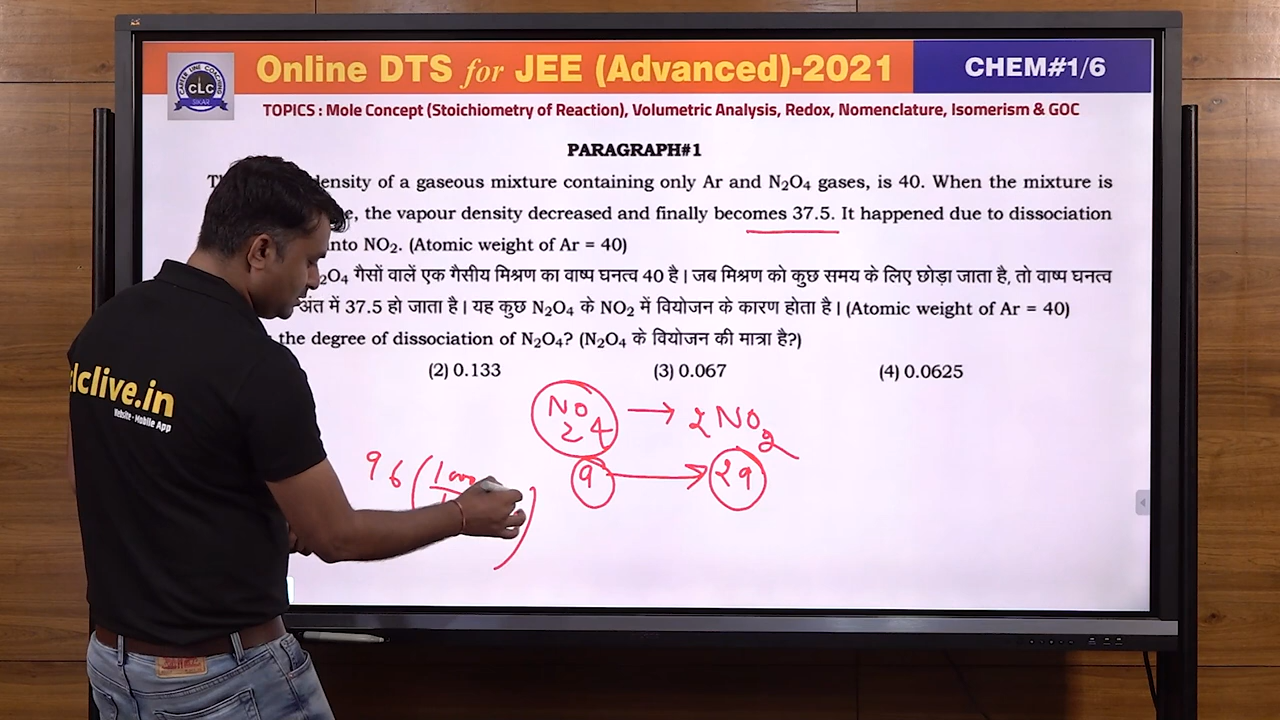 Online DTS for JEE (Advanced)-2021
CHEM#1/6
CAREER LINE COACHING
CLC
SIKAR
TOPICS : Mole Concept (Stoichiometry of Reaction), Volumetric Analysis, Redox, Nomenclature, Isomerism & GOC
PARAGRAPH#1
density of a gaseous mixture containing only Ar and N₂O₄ gases, is 40. When the mixture is
the vapour density decreased and finally becomes 37.5. It happened due to dissociation
into NO₂. (Atomic weight of Ar = 40)
गैसों वालें एक गैसीय मिश्रण का वाष्प घनत्व 40 है। जब मिश्रण को कुछ समय के लिए छोड़ा जाता है, तो वाष्प घनत्व
अंत में 37.5 हो जाता है। यह कुछ N₂O₄ के NO₂ में वियोजन के कारण होता है। (Atomic weight of Ar = 40)
the degree of dissociation of N₂O₄? (N₂O₄ के वियोजन की मात्रा है?)
(2) 0.133
(3) 0.067
(4) 0.0625
N₂O₄ → 2NO₂
96 (
clclive.in
Website - Mobile App